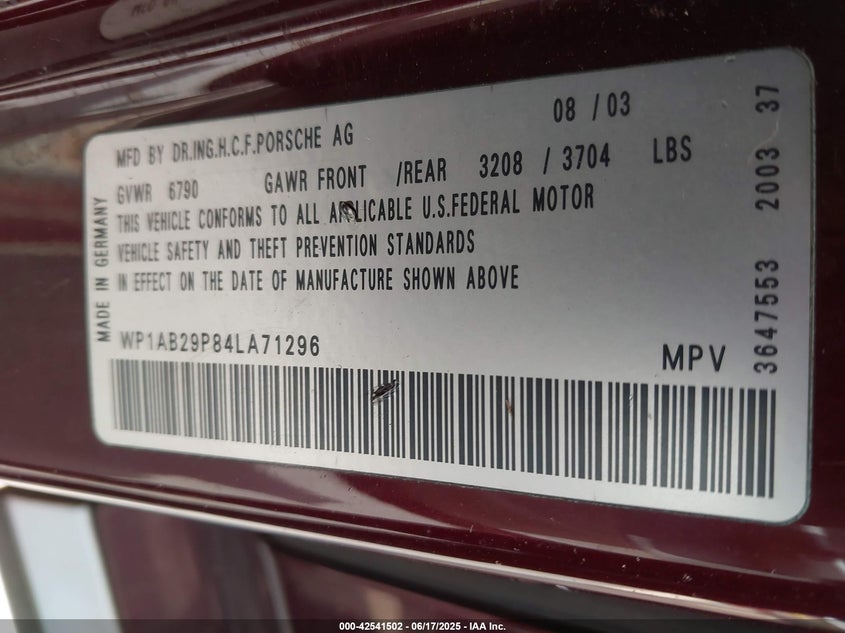 08 / 03
MFD BY DR.ING.H.C.F.PORSCHE AG
GVWR 6790 GAWR FRONT /REAR 3208 / 3704 LBS
THIS VEHICLE CONFORMS TO ALL APPLICABLE U.S.FEDERAL MOTOR
VEHICLE SAFETY AND THEFT PREVENTION STANDARDS
IN EFFECT ON THE DATE OF MANUFACTURE SHOWN ABOVE
WP1AB29P84LA71296
MPV
MADE IN GERMANY
3647553 2003 37
000-42541502 / 06/17/2025 - IAA Inc.